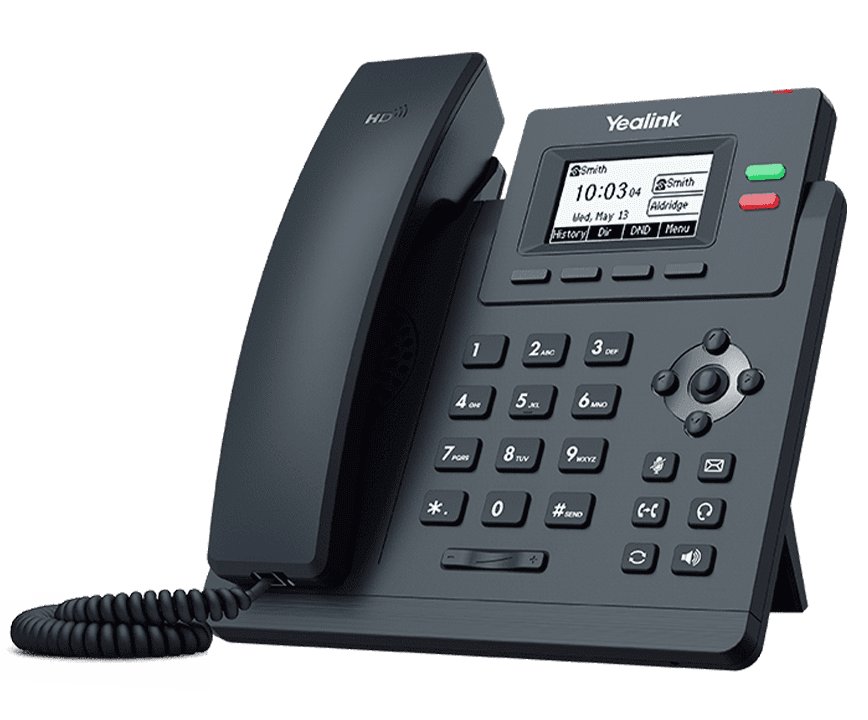 HD
Yealink
Smith
10:03 04
Smith
Wed, May 13
Aldridge
History Dir DND Menu
1 2 ABC 3 DEF
4 GHI 5 JKL 6 MNO
7 PQRS 8 TUV 9 WXYZ
*. 0 # SEND
- +